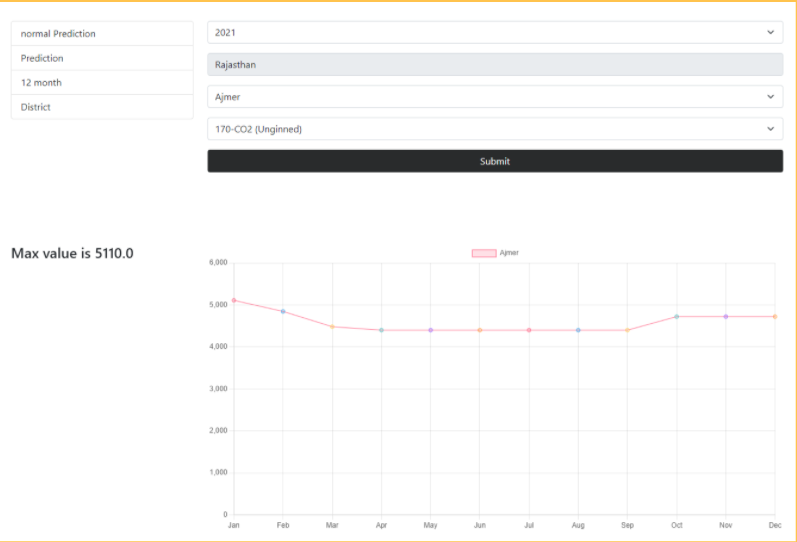 normal Prediction
Prediction
12 month
District
2021
Rajasthan
Ajmer
170-CO2 (Unginned)
Submit
Max value is 5110.0
Ajmer
6,000
5,000
4,000
3,000
2,000
1,000
0
Jan Feb Mar Apr May Jun Jul Aug Sep Oct Nov Dec